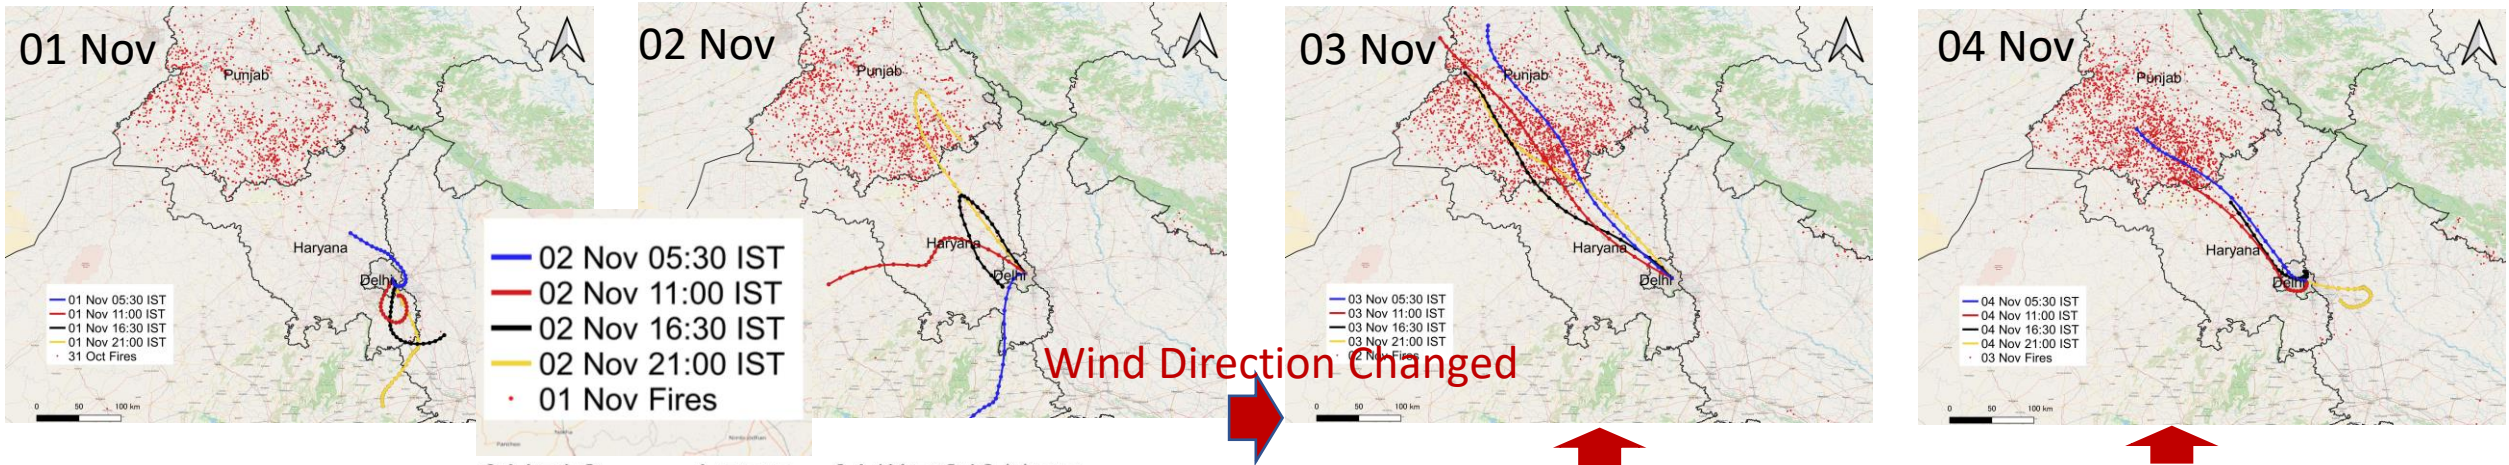 01 Nov
Punjab
Haryana
Delhi
01 Nov 05:30 IST
01 Nov 11:00 IST
01 Nov 16:30 IST
01 Nov 21:00 IST
31 Oct Fires
0 50 100 km
02 Nov
Punjab
Haryana
Delhi
02 Nov 05:30 IST
02 Nov 11:00 IST
02 Nov 16:30 IST
02 Nov 21:00 IST
01 Nov Fires
Wind Direction Changed
03 Nov
Punjab
Haryana
Delhi
03 Nov 05:30 IST
03 Nov 11:00 IST
03 Nov 16:30 IST
03 Nov 21:00 IST
02 Nov Fires
0 50 100 km
04 Nov
Punjab
Haryana
Delhi
04 Nov 05:30 IST
04 Nov 11:00 IST
04 Nov 16:30 IST
04 Nov 21:00 IST
03 Nov Fires
0 50 100 km